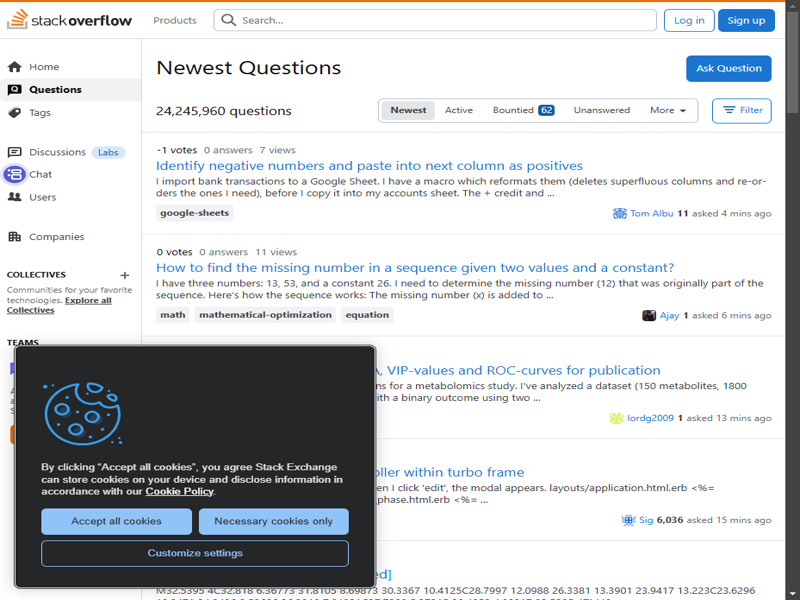 stack overflow
Products
Search...
Log in
Sign up
Home
Questions
Tags
Discussions Labs
Chat
Users
Companies
COLLECTIVES
Communities for your favorite
technologies. Explore all
Collectives
TEAMS
Newest Questions
Ask Question
24,245,960 questions
Newest
Active
Bountied 62
Unanswered
More
Filter
-1 votes 0 answers 7 views
Identify negative numbers and paste into next column as positives
I import bank transactions to a Google Sheet. I have a macro which reformats them (deletes superfluous columns and re-or-
ders the ones I need), before I copy it into my accounts sheet. The + credit and ...
google-sheets
Tom Albu 11 asked 4 mins ago
0 votes 0 answers 11 views
How to find the missing number in a sequence given two values and a constant?
I have three numbers: 13, 53, and a constant 26. I need to determine the missing number (12) that was originally part of the
sequence. Here's how the sequence works: The missing number (x) is added to ...
math mathematical-optimization equation
Ajay 1 asked 6 mins ago
, VIP-values and ROC-curves for publication
ns for a metabolomics study. I've analyzed a dataset (150 metabolites, 1800
ith a binary outcome using two ...
lordg2009 1 asked 13 mins ago
oller within turbo frame
en I click 'edit', the modal appears. layouts/application.html.erb <%=
_phase.html.erb <%= ...
Sig 6,036 asked 15 mins ago
ed]
M32.5395 4C32.818 6.36773 31.8105 8.69873 30.3367 10.4125C28.7997 12.0988 26.3381 13.3901 23.9417 13.223C23.6296
By clicking "Accept all cookies", you agree Stack Exchange
can store cookies on your device and disclose information in
accordance with our Cookie Policy.
Accept all cookies
Necessary cookies only
Customize settings